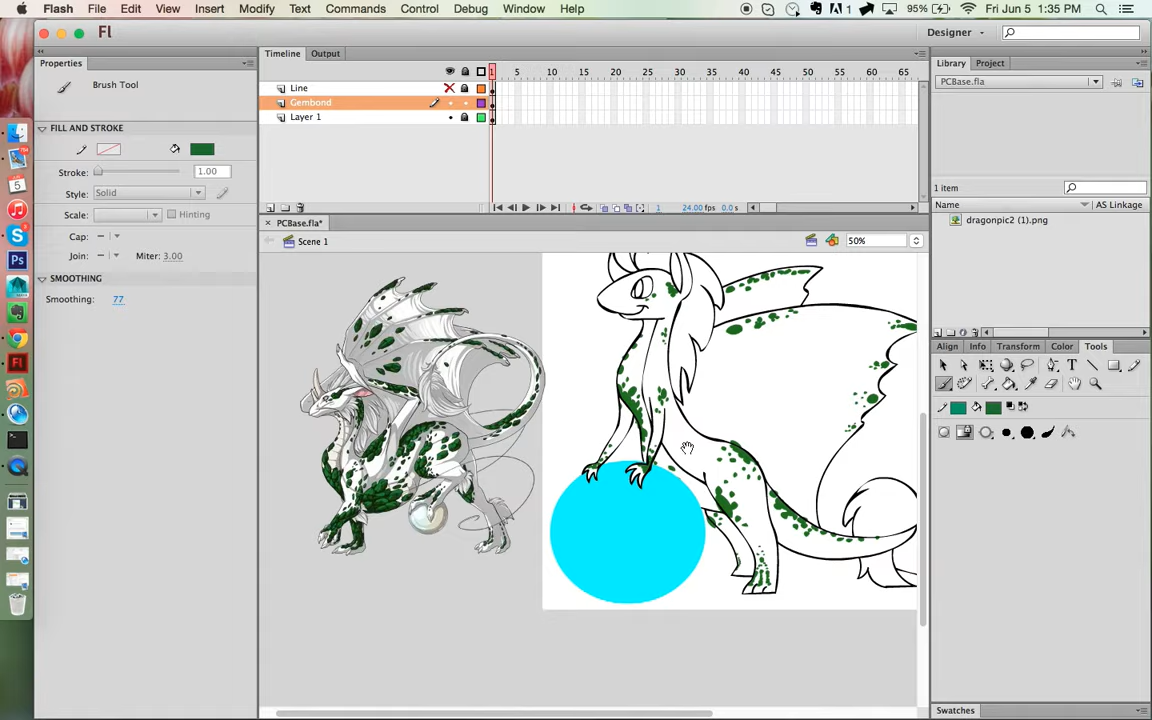 Flash File Edit View Insert Modify Text Commands Control Debug Window Help 1 95% Fri Jun 5 1:35 PM
Fl Designer
Properties Timeline Output Library Project
Brush Tool 1 5 10 15 20 25 30 35 40 45 50 55 60 65 PCBase.fla
Line
Gembond
Layer 1
FILL AND STROKE
Stroke: 1.00
Style: Solid 1 item
Scale: Hinting Name AS Linkage
1 24.00 fps 0.0 s
PCBase.fla* dragonpic2 (1).png
Cap: Join: Miter: 3.00
Scene 1 50%
SMOOTHING
Smoothing: 77
Align Info Transform Color Tools
Ps
Fl
Swatches